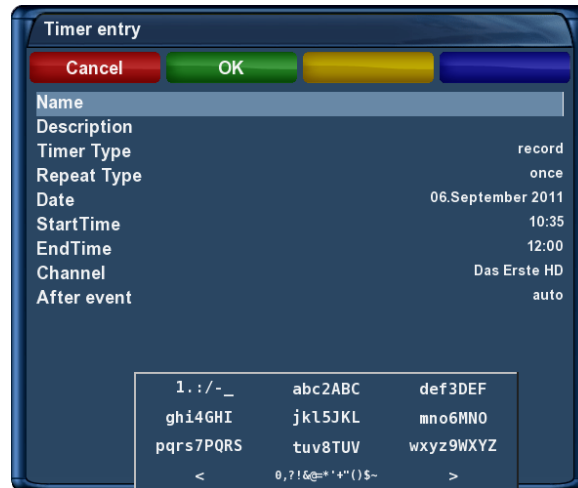 Timer entry
Cancel OK
Name
Description
Timer Type record
Repeat Type once
Date 06.September 2011
StartTime 10:35
EndTime 12:00
Channel Das Erste HD
After event auto
1.:/-_ abc2ABC def3DEF
ghi4GHI jkl5JKL mno6MNO
pqrs7PQRS tuv8TUV wxyz9WXYZ
< 0,?!&@=*'+"()$~ >